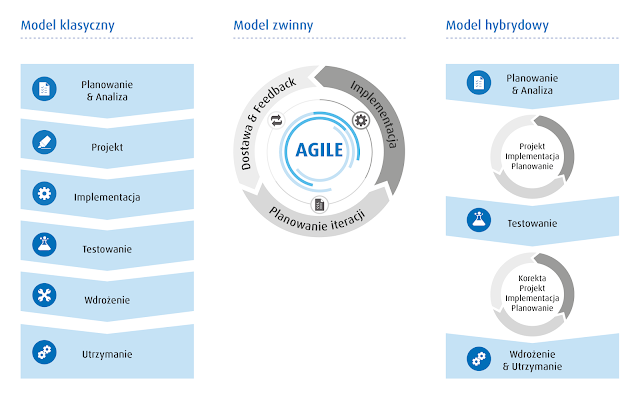 Model klasyczny
Planowanie
& Analiza
Projekt
Implementacja
Testowanie
Wdrożenie
Utrzymanie
Model zwinny
Dostawa & Feedback
Implementacja
AGILE
Planowanie iteracji
Model hybrydowy
Planowanie
& Analiza
Projekt
Implementacja
Planowanie
Testowanie
Korekta
Projekt
Implementacja
Planowanie
Wdrożenie
& Utrzymanie